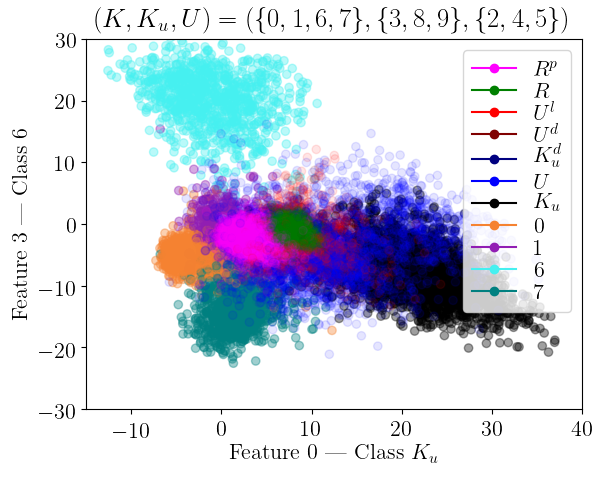 (K, K_u, U) = ({0, 1, 6, 7}, {3, 8, 9}, {2, 4, 5})
30
20
10
0
−10
−20
−30
Feature 3 — Class 6
R^p
R
U^l
U^d
K_u^d
U
K_u
0
1
6
7
−10 0 10 20 30 40
Feature 0 — Class K_u